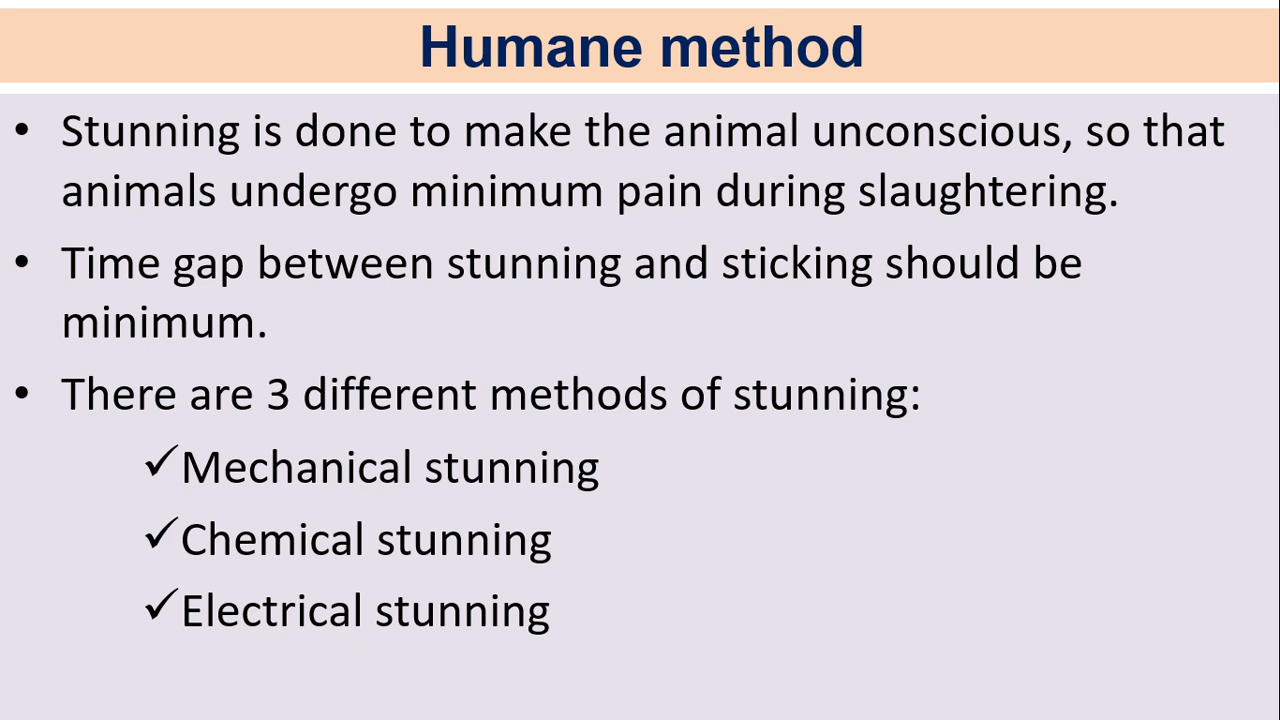 Humane method
• Stunning is done to make the animal unconscious, so that
animals undergo minimum pain during slaughtering.
• Time gap between stunning and sticking should be
minimum.
• There are 3 different methods of stunning:
✓Mechanical stunning
✓Chemical stunning
✓Electrical stunning